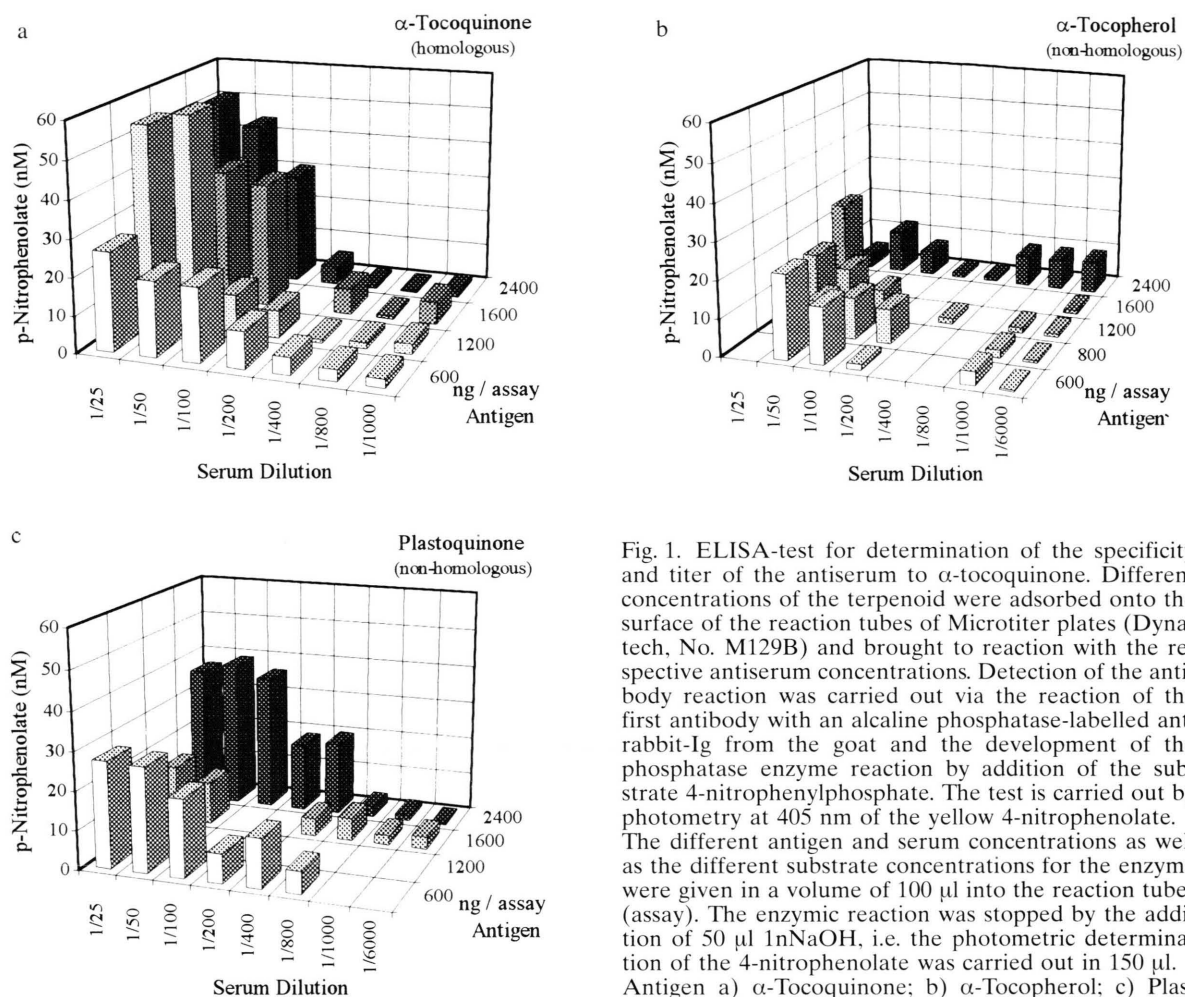 a
α-Tocoquinone
(homologous)
p-Nitrophenolate (nM)
60
50
40
30
20
10
0
1/25
1/50
1/100
1/200
1/400
1/800
1/1000
Serum Dilution
2400
1600
1200
600
ng / assay
Antigen
b
α-Tocopherol
(non-homologous)
p-Nitrophenolate (nM)
60
50
40
30
20
10
0
1/25
1/50
1/100
1/200
1/400
1/800
1/1000
1/6000
Serum Dilution
2400
1600
1200
800
600
ng / assay
Antigen
c
Plastoquinone
(non-homologous)
p-Nitrophenolate (nM)
60
50
40
30
20
10
0
1/25
1/50
1/100
1/200
1/400
1/800
1/1000
1/6000
Serum Dilution
2400
1600
1200
600
ng / assay
Antigen
Fig. 1. ELISA-test for determination of the specificity
and titer of the antiserum to α-tocoquinone. Differen
concentrations of the terpenoid were adsorbed onto th
surface of the reaction tubes of Microtiter plates (Dyna
tech, No. M129B) and brought to reaction with the re
spective antiserum concentrations. Detection of the anti
body reaction was carried out via the reaction of th
first antibody with an alcaline phosphatase-labelled ant
rabbit-Ig from the goat and the development of th
phosphatase enzyme reaction by addition of the sub
strate 4-nitrophenylphosphate. The test is carried out b
photometry at 405 nm of the yellow 4-nitrophenolate.
The different antigen and serum concentrations as wel
as the different substrate concentrations for the enzym
were given in a volume of 100 μl into the reaction tube
(assay). The enzymic reaction was stopped by the addi
tion of 50 μl 1nNaOH, i.e. the photometric determina
tion of the 4-nitrophenolate was carried out in 150 μl.
Antigen a) α-Tocoquinone; b) α-Tocopherol; c) Plas